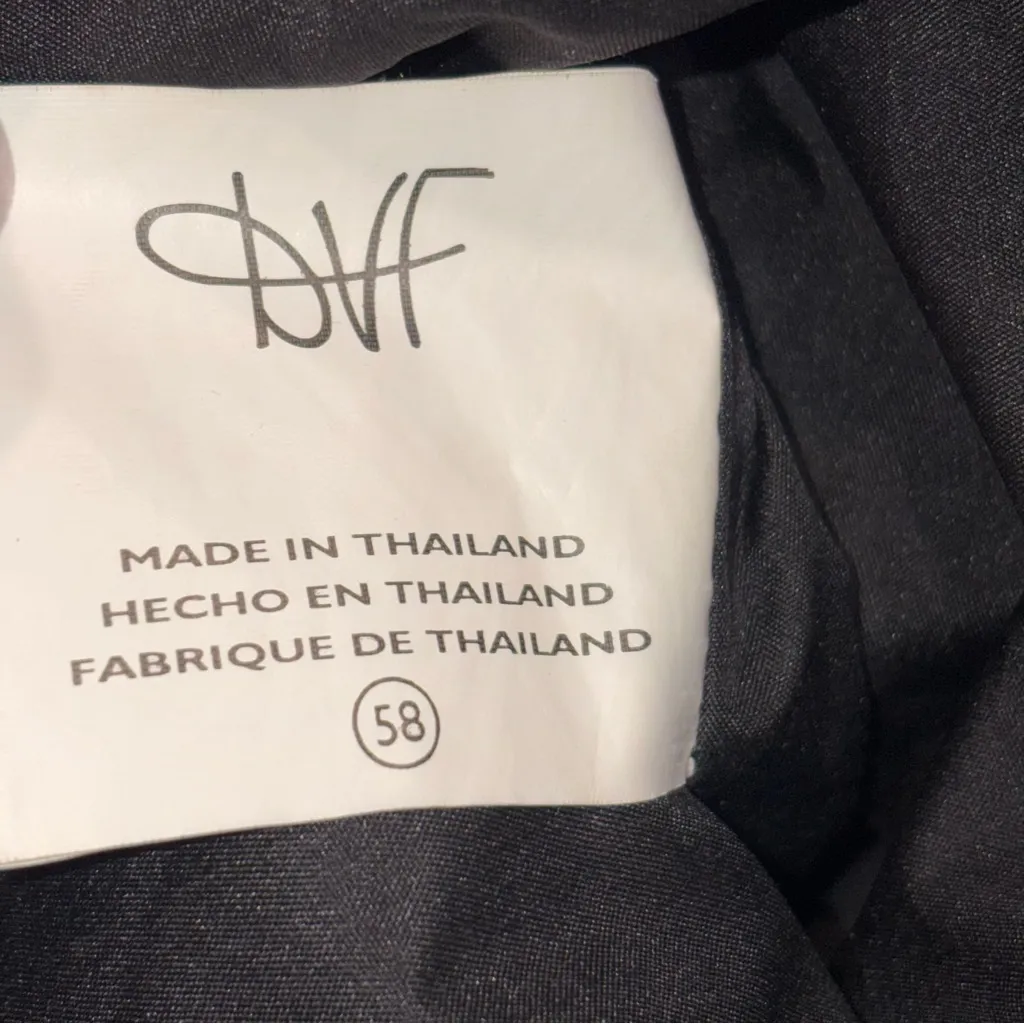 DVF
MADE IN THAILAND
HECHO EN THAILAND
FABRIQUE DE THAILAND
58